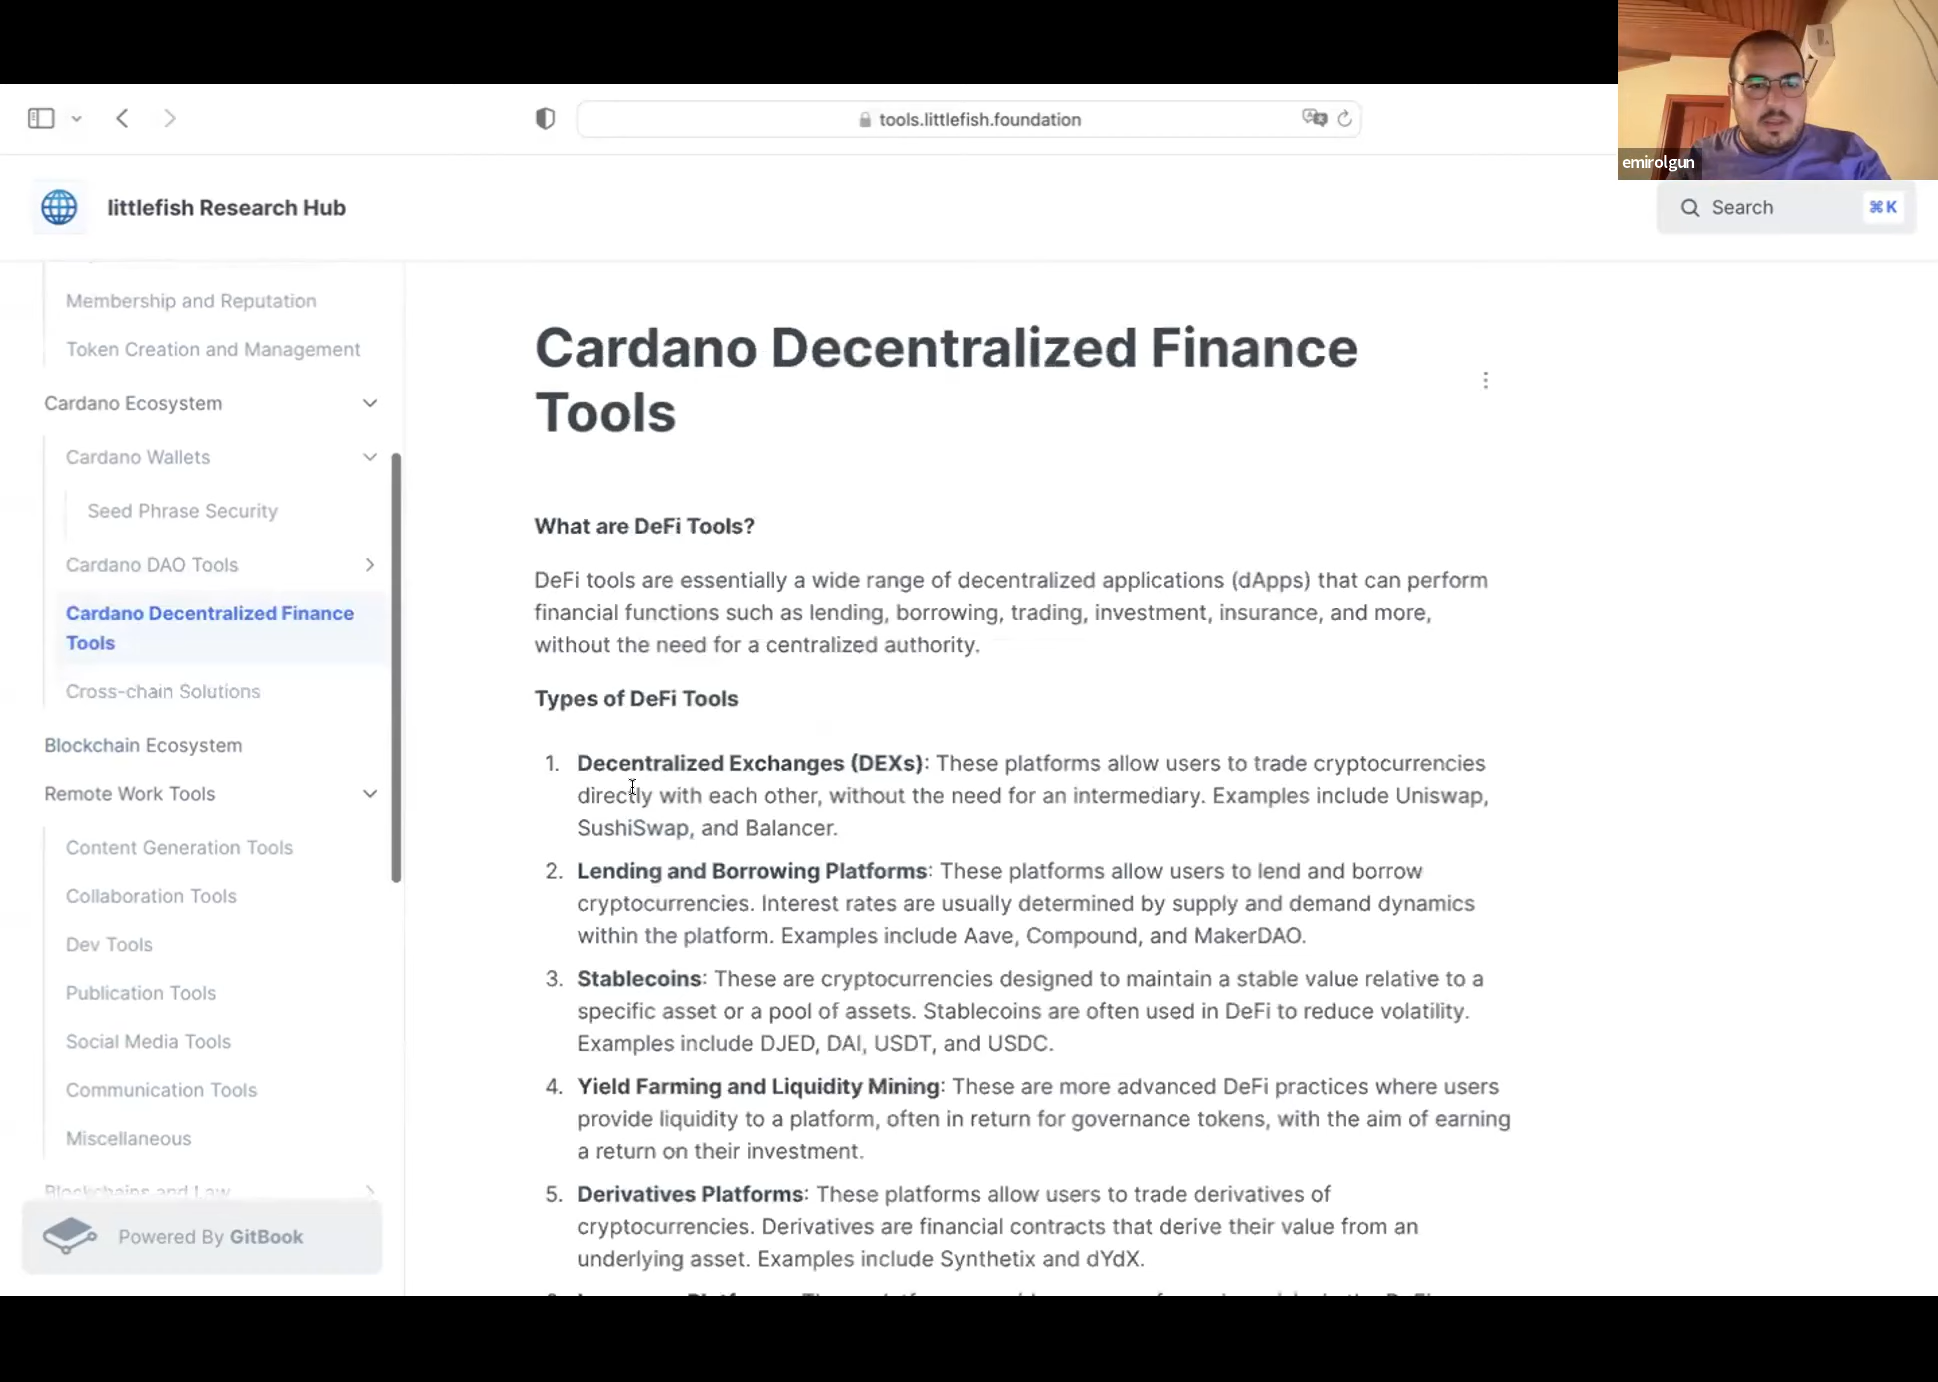 tools.littlefish.foundation
emirolgun
littlefish Research Hub
Search
⌘K
Membership and Reputation
Token Creation and Management
Cardano Ecosystem
Cardano Wallets
Seed Phrase Security
Cardano DAO Tools
Cardano Decentralized Finance
Tools
Cross-chain Solutions
Blockchain Ecosystem
Remote Work Tools
Content Generation Tools
Collaboration Tools
Dev Tools
Publication Tools
Social Media Tools
Communication Tools
Miscellaneous
Blockchains and Law
Powered By GitBook
Cardano Decentralized Finance
Tools
What are DeFi Tools?
DeFi tools are essentially a wide range of decentralized applications (dApps) that can perform
financial functions such as lending, borrowing, trading, investment, insurance, and more,
without the need for a centralized authority.
Types of DeFi Tools
1. Decentralized Exchanges (DEXs): These platforms allow users to trade cryptocurrencies
directly with each other, without the need for an intermediary. Examples include Uniswap,
SushiSwap, and Balancer.
2. Lending and Borrowing Platforms: These platforms allow users to lend and borrow
cryptocurrencies. Interest rates are usually determined by supply and demand dynamics
within the platform. Examples include Aave, Compound, and MakerDAO.
3. Stablecoins: These are cryptocurrencies designed to maintain a stable value relative to a
specific asset or a pool of assets. Stablecoins are often used in DeFi to reduce volatility.
Examples include DJED, DAI, USDT, and USDC.
4. Yield Farming and Liquidity Mining: These are more advanced DeFi practices where users
provide liquidity to a platform, often in return for governance tokens, with the aim of earning
a return on their investment.
5. Derivatives Platforms: These platforms allow users to trade derivatives of
cryptocurrencies. Derivatives are financial contracts that derive their value from an
underlying asset. Examples include Synthetix and dYdX.